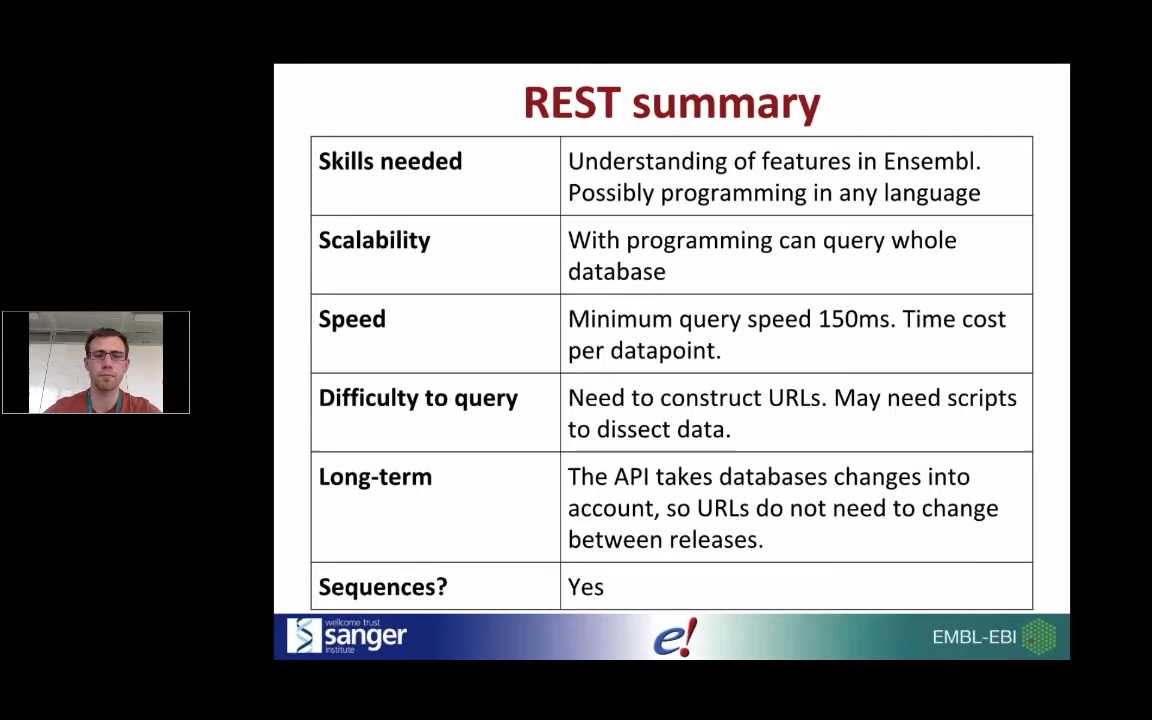 REST summary
Skills needed
Understanding of features in Ensembl.
Possibly programming in any language
Scalability
With programming can query whole
database
Speed
Minimum query speed 150ms. Time cost
per datapoint.
Difficulty to query
Need to construct URLs. May need scripts
to dissect data.
Long-term
The API takes databases changes into
account, so URLs do not need to change
between releases.
Sequences?
Yes
wellcome trust
sanger
institute
e!
EMBL-EBI